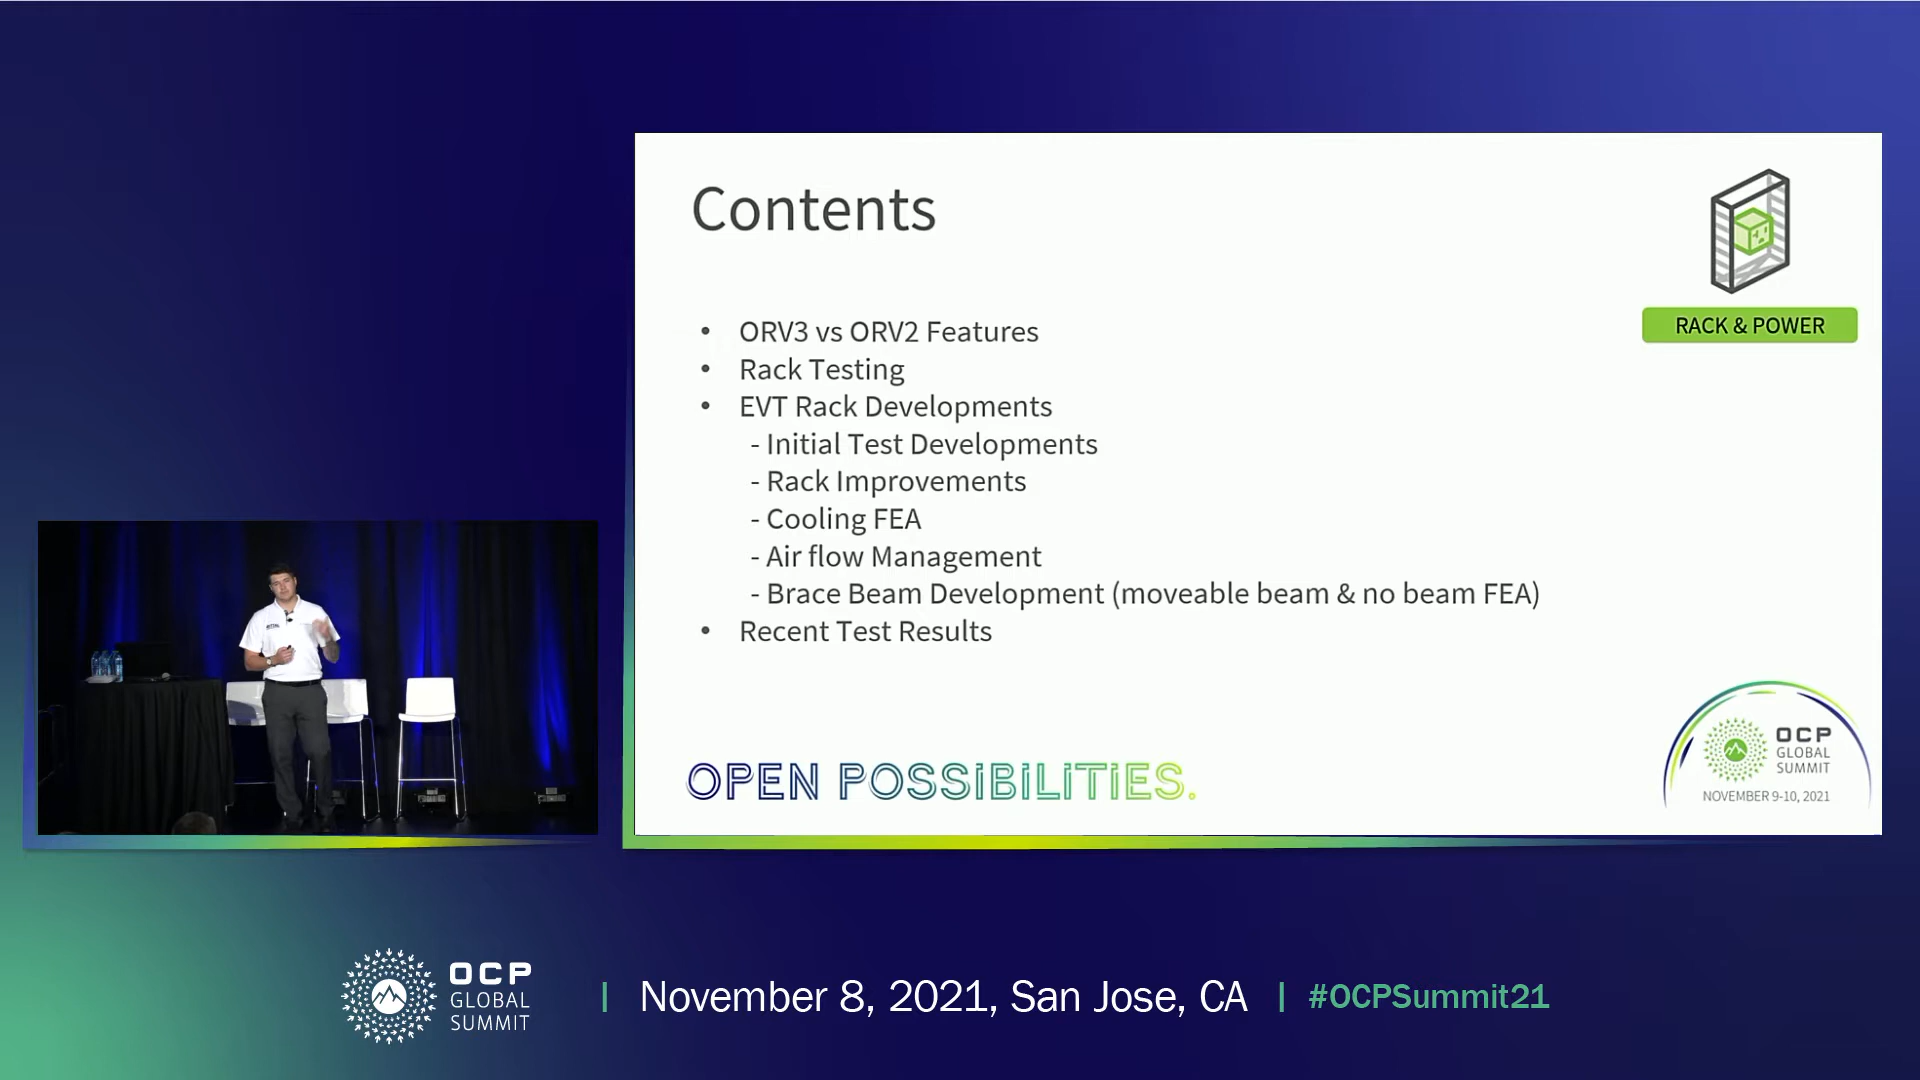 Contents
RACK & POWER
• ORV3 vs ORV2 Features
• Rack Testing
• EVT Rack Developments
- Initial Test Developments
- Rack Improvements
- Cooling FEA
- Air flow Management
- Brace Beam Development (moveable beam & no beam FEA)
• Recent Test Results
OPEN POSSIBILITIES.
OCP
GLOBAL
SUMMIT
NOVEMBER 9-10, 2021
OCP
GLOBAL
SUMMIT
| November 8, 2021, San Jose, CA | #OCPSummit21